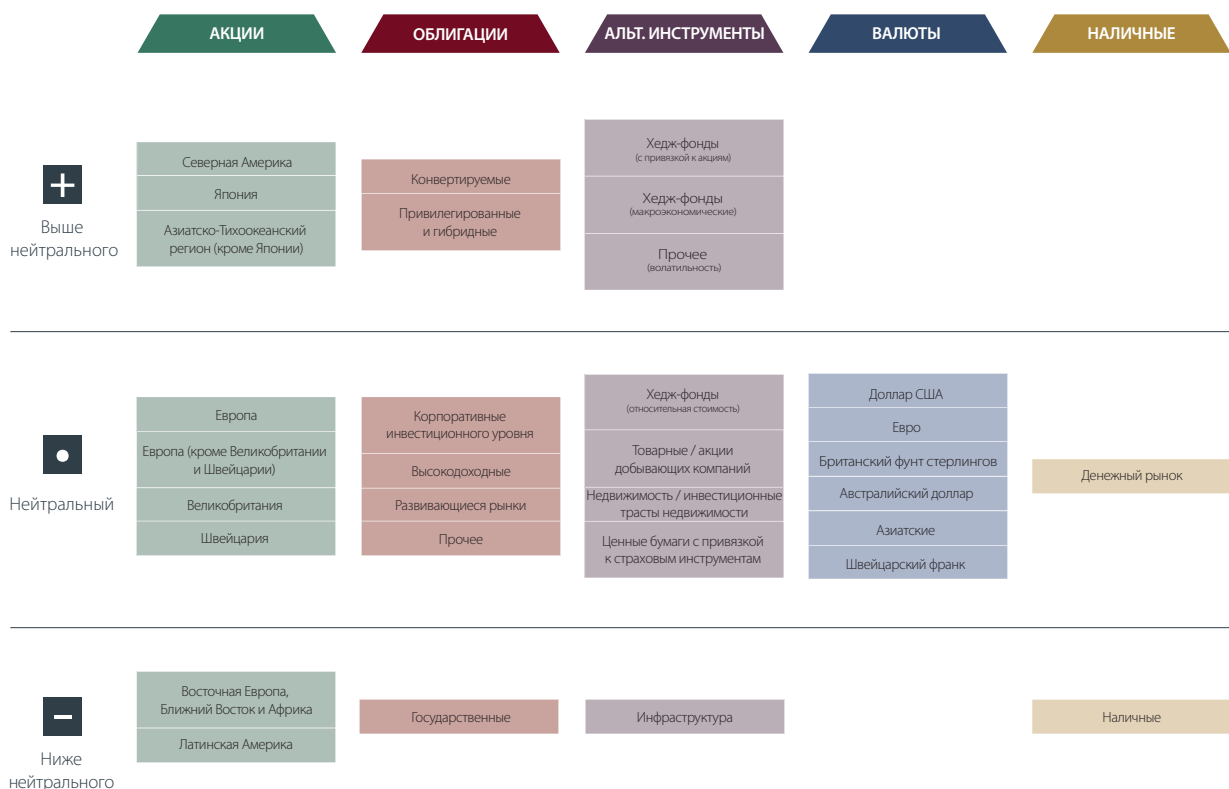 АКЦИИ
ОБЛИГАЦИИ
АЛЬТ. ИНСТРУМЕНТЫ
ВАЛЮТЫ
НАЛИЧНЫЕ
Выше
нейтрального
Северная Америка
Япония
Азиатско-Тихоокеанский
регион (кроме Японии)
Конвертируемые
Привилегированные
и гибридные
Хедж-фонды
(с привязкой к акциям)
Хедж-фонды
(макроэкономические)
Прочее
(волатильность)
Нейтральный
Европа
Европа (кроме Великобритании
и Швейцарии)
Великобритания
Швейцария
Корпоративные
инвестиционного уровня
Высокодоходные
Развивающиеся рынки
Прочее
Хедж-фонды
(относительная стоимость)
Товарные / акции
добывающих компаний
Недвижимость / инвестиционные
трасты недвижимости
Ценные бумаги с привязкой
к страховым инструментам
Доллар США
Евро
Британский фунт стерлингов
Австралийский доллар
Азиатские
Швейцарский франк
Денежный рынок
Ниже
нейтрального
Восточная Европа,
Ближний Восток и Африка
Латинская Америка
Государственные
Инфраструктура
Наличные